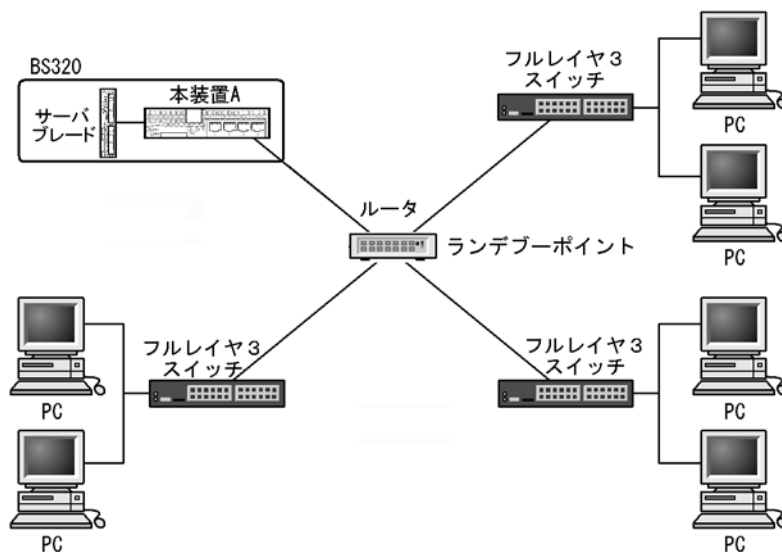 BS320
サーバ
ブレード
本装置A
フルレイヤ３
スイッチ
PC
PC
ルータ
ランデブーポイント
PC
PC
フルレイヤ３
スイッチ
フルレイヤ３
スイッチ
PC
PC